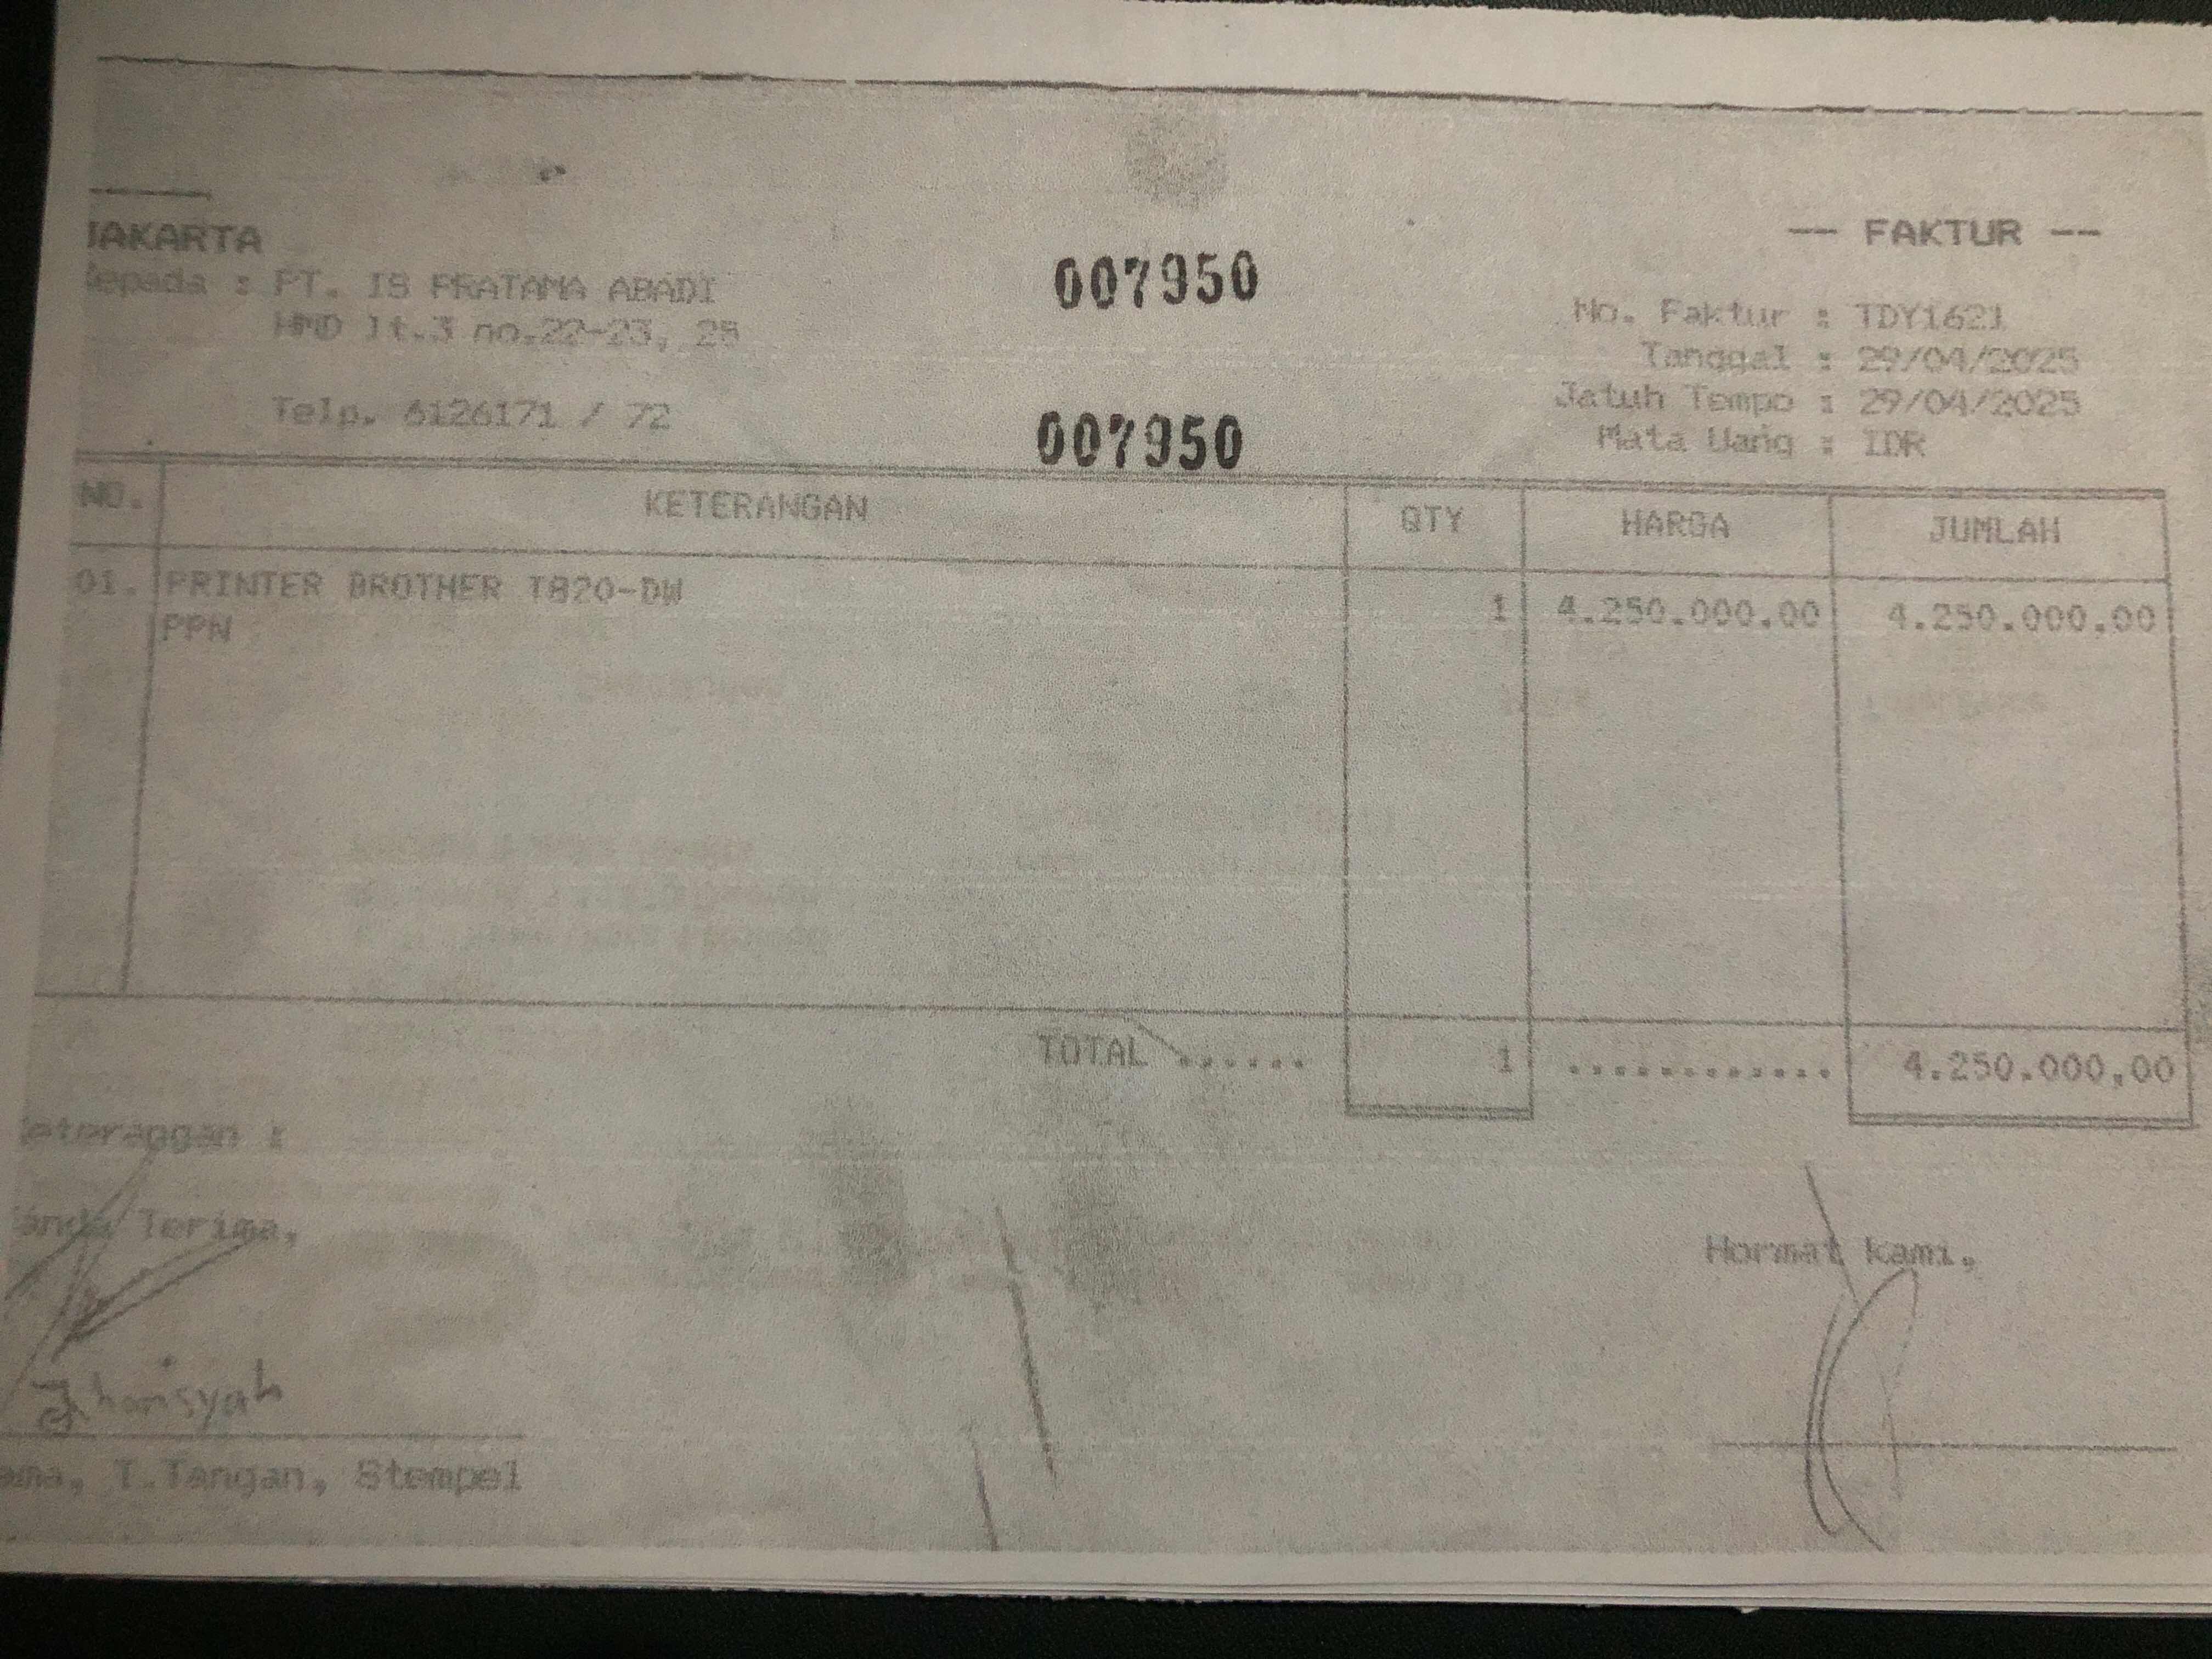 JAKARTA
-- FAKTUR --
Kepada : PT. IS PRATAMA ABADI
007950
HMD lt.3 no.22-23, 25
No. Faktur : TDY1621
Tanggal : 29/04/2025
Telp. 6126171 / 72
007950
Jatuh Tempo : 29/04/2025
Mata Uang : IDR
NO. KETERANGAN QTY HARGA JUMLAH
01. PRINTER BROTHER T820-DW 1 4.250.000,00 4.250.000,00
PPN
TOTAL ...... 1 ............ 4.250.000,00
Keterangan :
Tanda Terima,
Hormat kami,
Nama, T.Tangan, Stempel